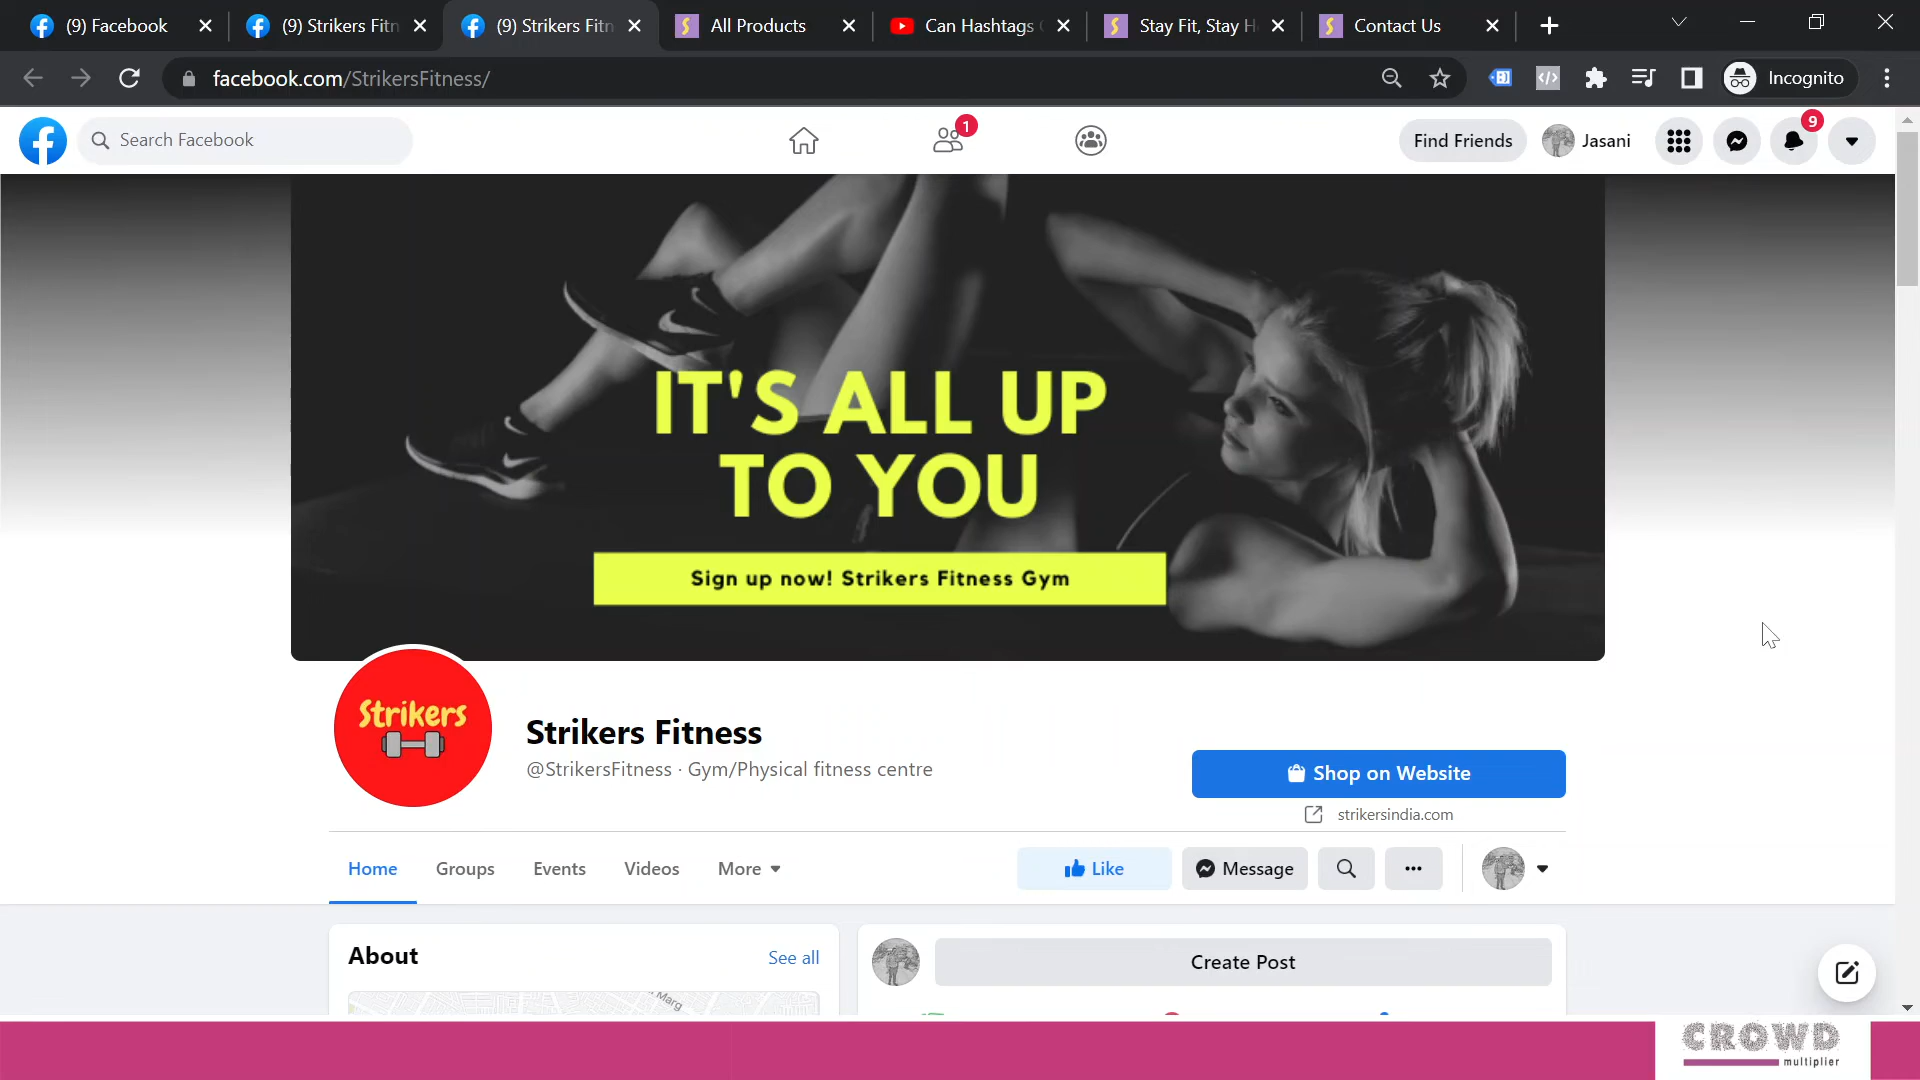 (9) Facebook
(9) Strikers Fitn
(9) Strikers Fitn
All Products
Can Hashtags
Stay Fit, Stay H
Contact Us
facebook.com/StrikersFitness/
Incognito
Search Facebook
1
Find Friends
Jasani
9
IT'S ALL UP
TO YOU
Sign up now! Strikers Fitness Gym
Strikers
Strikers Fitness
@StrikersFitness · Gym/Physical fitness centre
Shop on Website
strikersindia.com
Home
Groups
Events
Videos
More
Like
Message
About
See all
Create Post
Marg
CROWD
multiplier